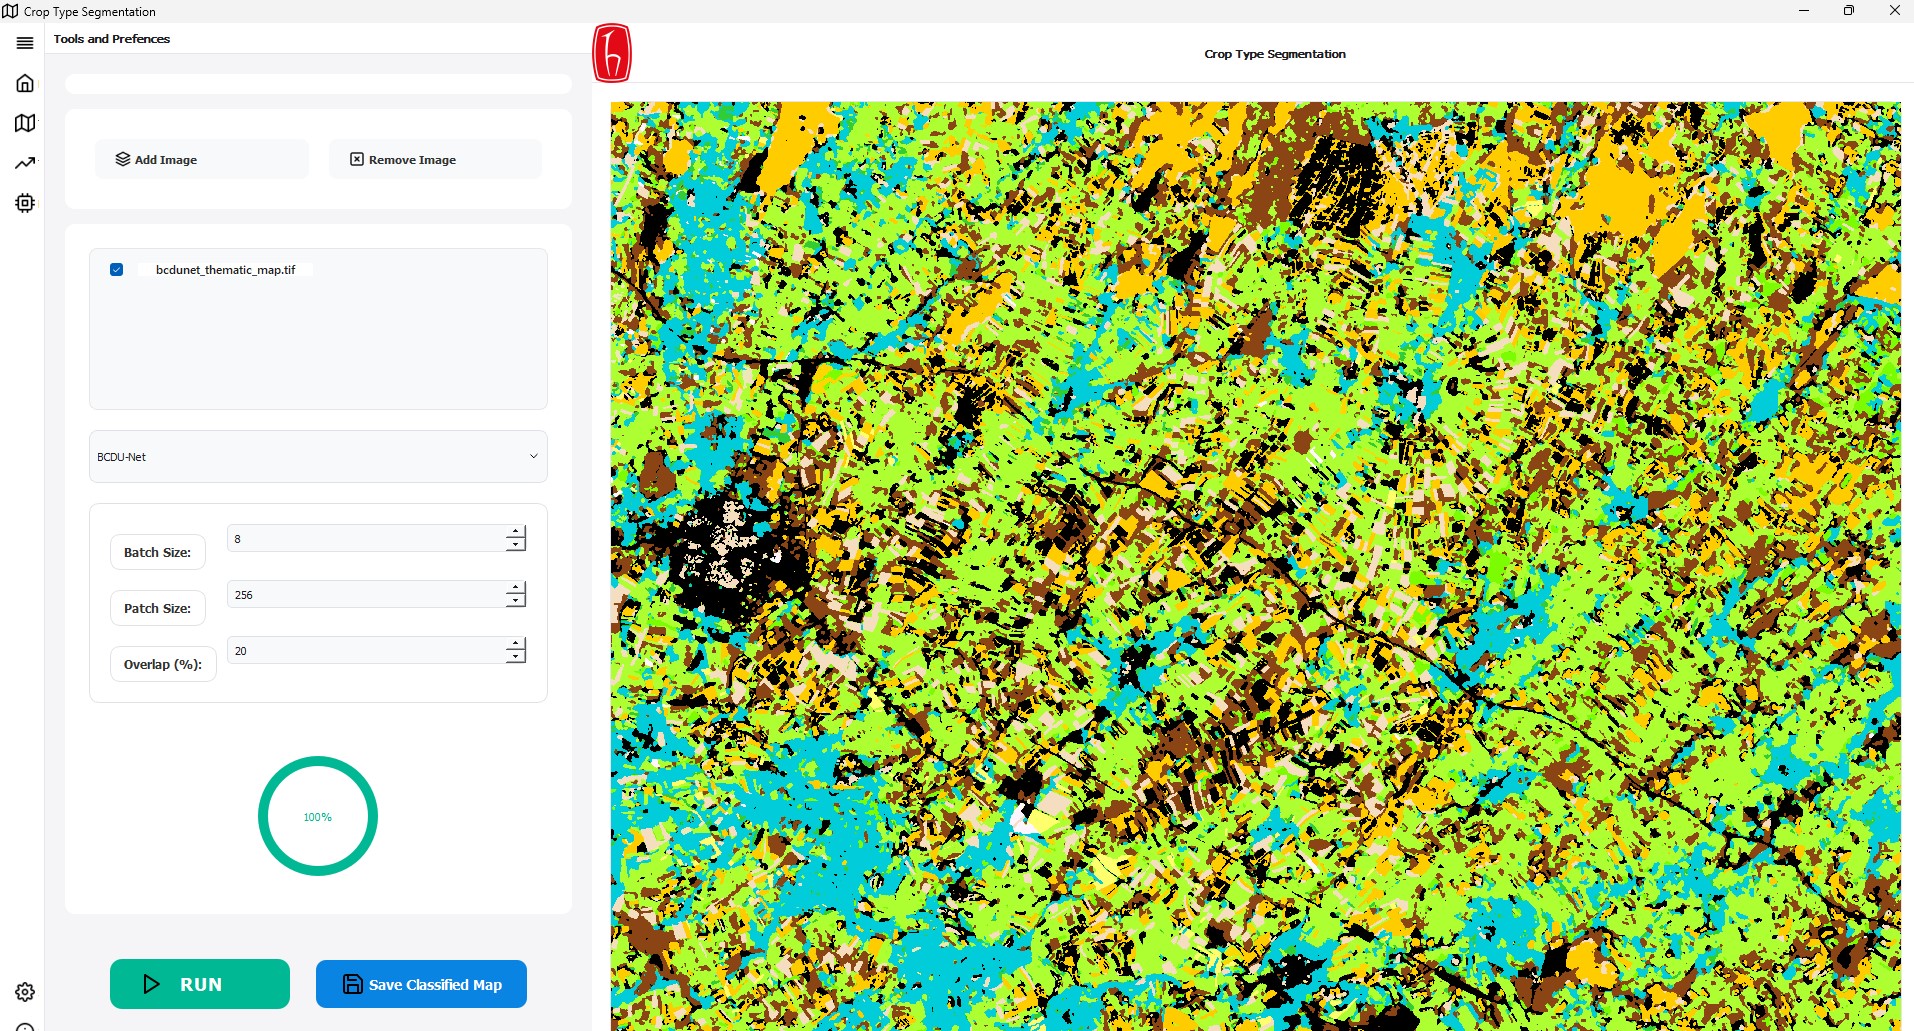 Crop Type Segmentation
Tools and Prefences
Crop Type Segmentation
Add Image
Remove Image
bcdunet_thematic_map.tif
BCDU-Net
Batch Size:
8
Patch Size:
256
Overlap (%):
20
100%
RUN
Save Classified Map